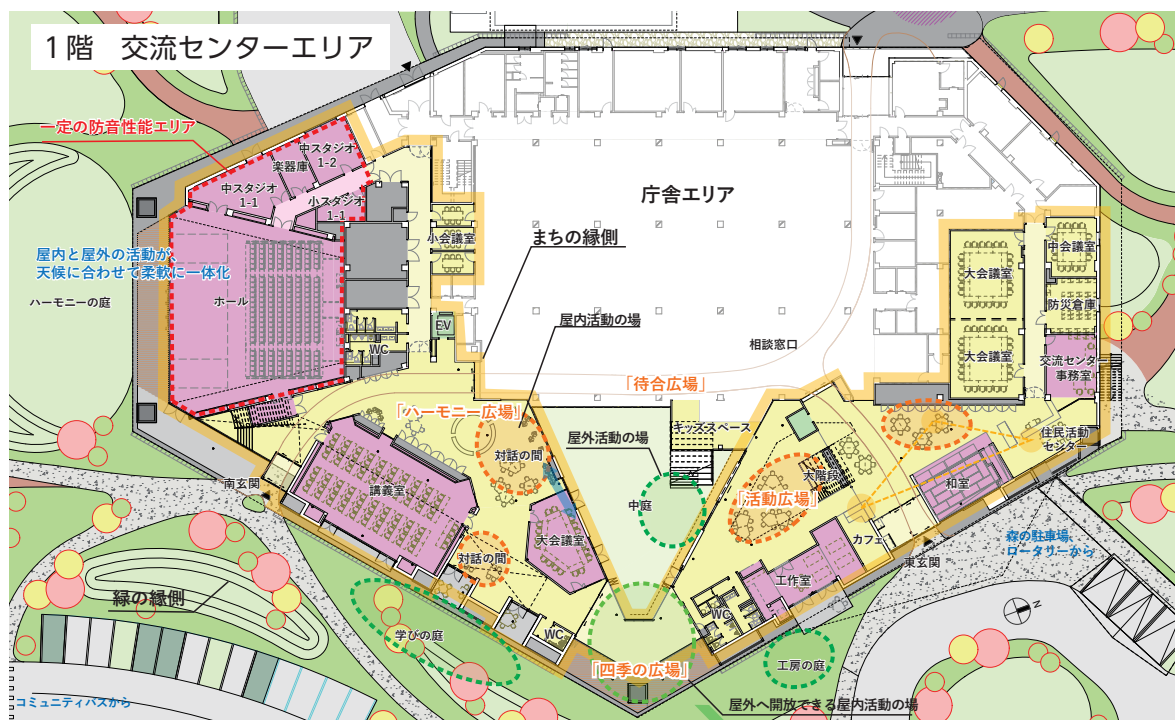 1階 交流センターエリア
一定の防音性能エリア
中スタジオ
1-2
楽器庫
中スタジオ
1-1
小スタジオ
1-1
庁舎エリア
小会議室
まちの縁側
屋内と屋外の活動が、
天候に合わせて柔軟に一体化
ハーモニーの庭
ホール
EV
WC
屋内活動の場
相談窓口
大会議室
中会議室
防災倉庫
大会議室
交流センター
事務室
「待合広場」
「ハーモニー広場」
屋外活動の場
キッズスペース
対話の間
住民活動
センター
南玄関
講義室
中庭
大階段
「活動広場」
和室
大会議室
カフェ
森の駐車場、
ロータリーから
対話の間
工作室
東玄関
緑の縁側
WC
WC
N
学びの庭
「四季の広場」
工房の庭
コミュニティバスから
屋外へ開放できる屋内活動の場